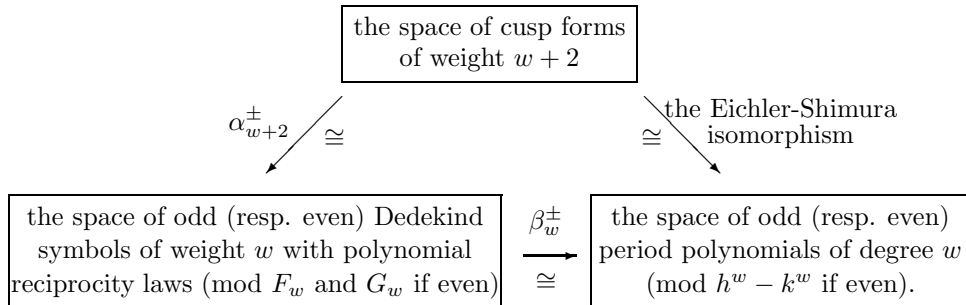 the space of cusp forms
of weight w + 2
α^±_{w+2}
≅
≅
the Eichler-Shimura
isomorphism
the space of odd (resp. even) Dedekind
symbols of weight w with polynomial
reciprocity laws (mod F_w and G_w if even)
β^±_w
≅
the space of odd (resp. even)
period polynomials of degree w
(mod h^w − k^w if even).